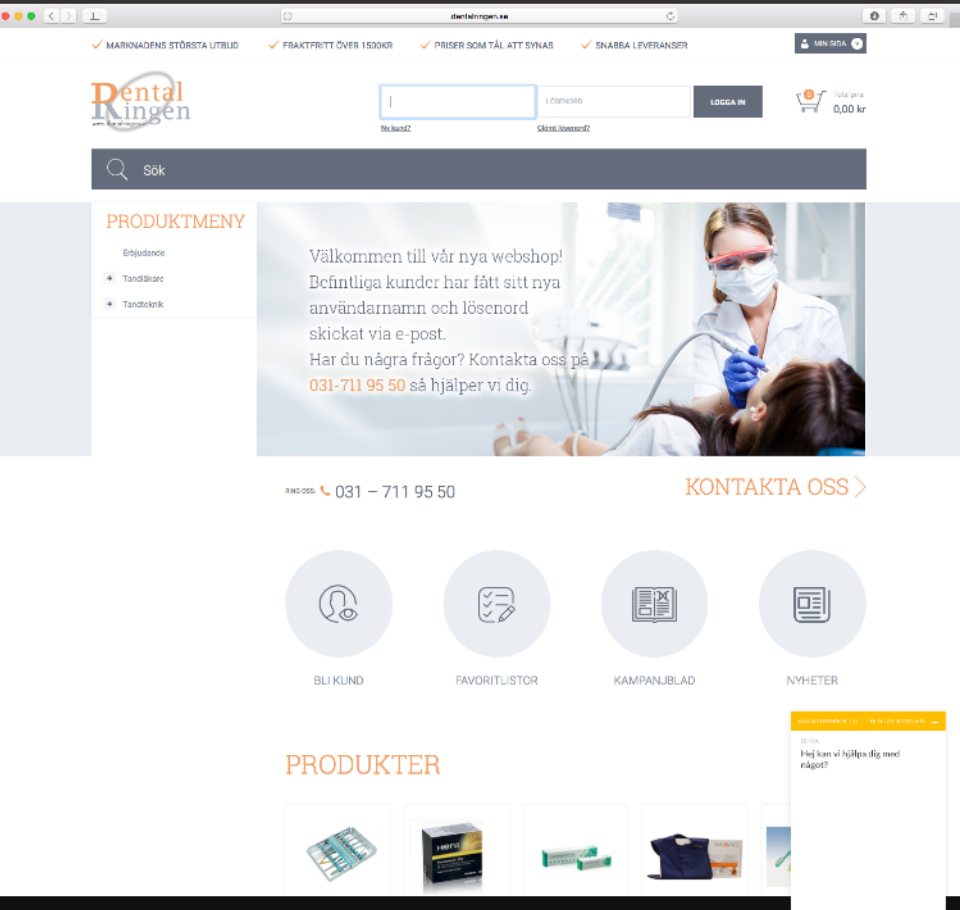 dentalringen.se
MARKNADENS STÖRSTA UTBUD
FRAKTFRITT ÖVER 1500KR
PRISER SOM TÅL ATT SYNAS
SNABBA LEVERANSER
MIN SIDA
Dental
Ringen
LÖSENORD
LOGGA IN
0
Total pris:
0,00 kr
Ny kund?
Glömt lösenord?
Sök
PRODUKTMENY
Erbjudande
+ Tandläkare
+ Tandteknik
Välkommen till vår nya webshop!
Befintliga kunder har fått sitt nya
användarnamn och lösenord
skickat via e-post.
Har du några frågor? Kontakta oss på
031-711 95 50 så hjälper vi dig.
RING OSS: 031 – 711 95 50
KONTAKTA OSS
BLI KUND
FAVORITLISTOR
KAMPANJBLAD
NYHETER
PRODUKTER
Hej kan vi hjälpa dig med
något?
Hera